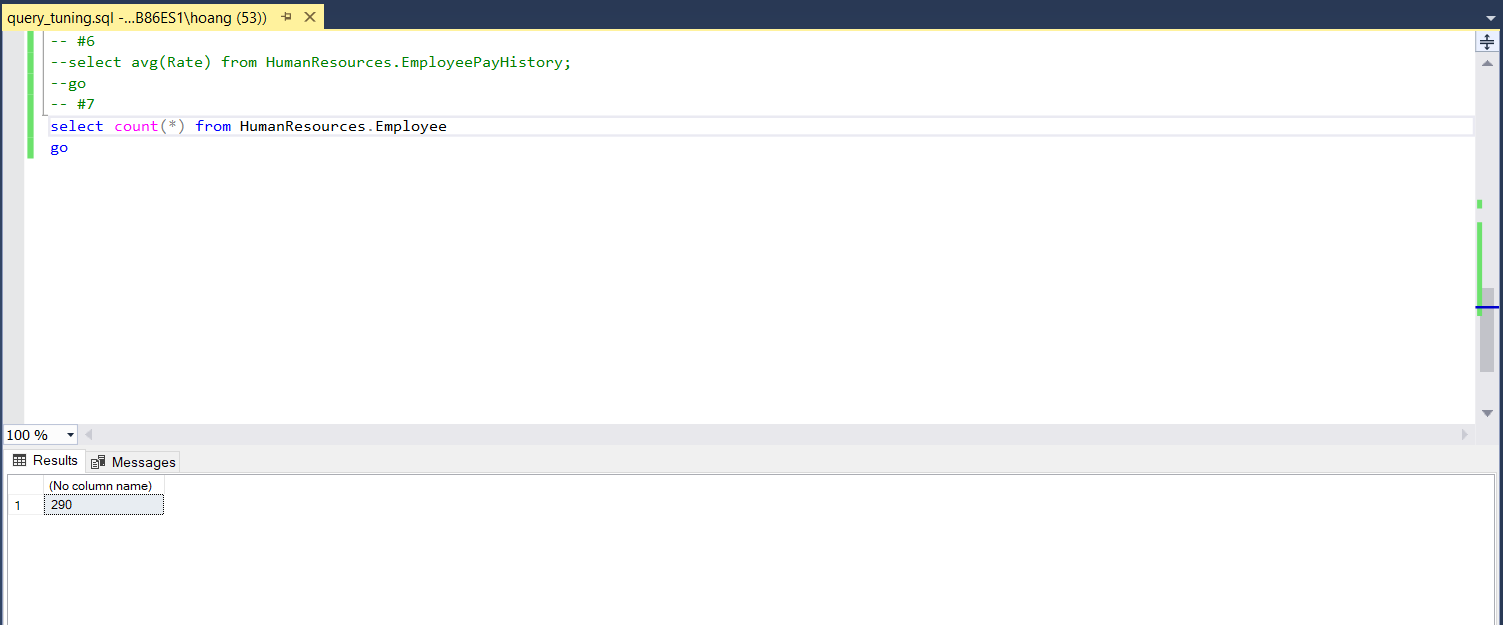 query_tuning.sql -...B86ES1\hoang (53))
-- #6
--select avg(Rate) from HumanResources.EmployeePayHistory;
--go
-- #7
select count(*) from HumanResources.Employee
go
100 %
Results
Messages
(No column name)
1 290